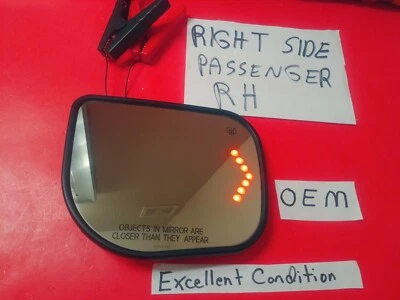 RIGHT SIDE
PASSENGER
RH
OBJECTS IN MIRROR ARE
CLOSER THAN THEY APPEAR
OEM
Excellent Condition